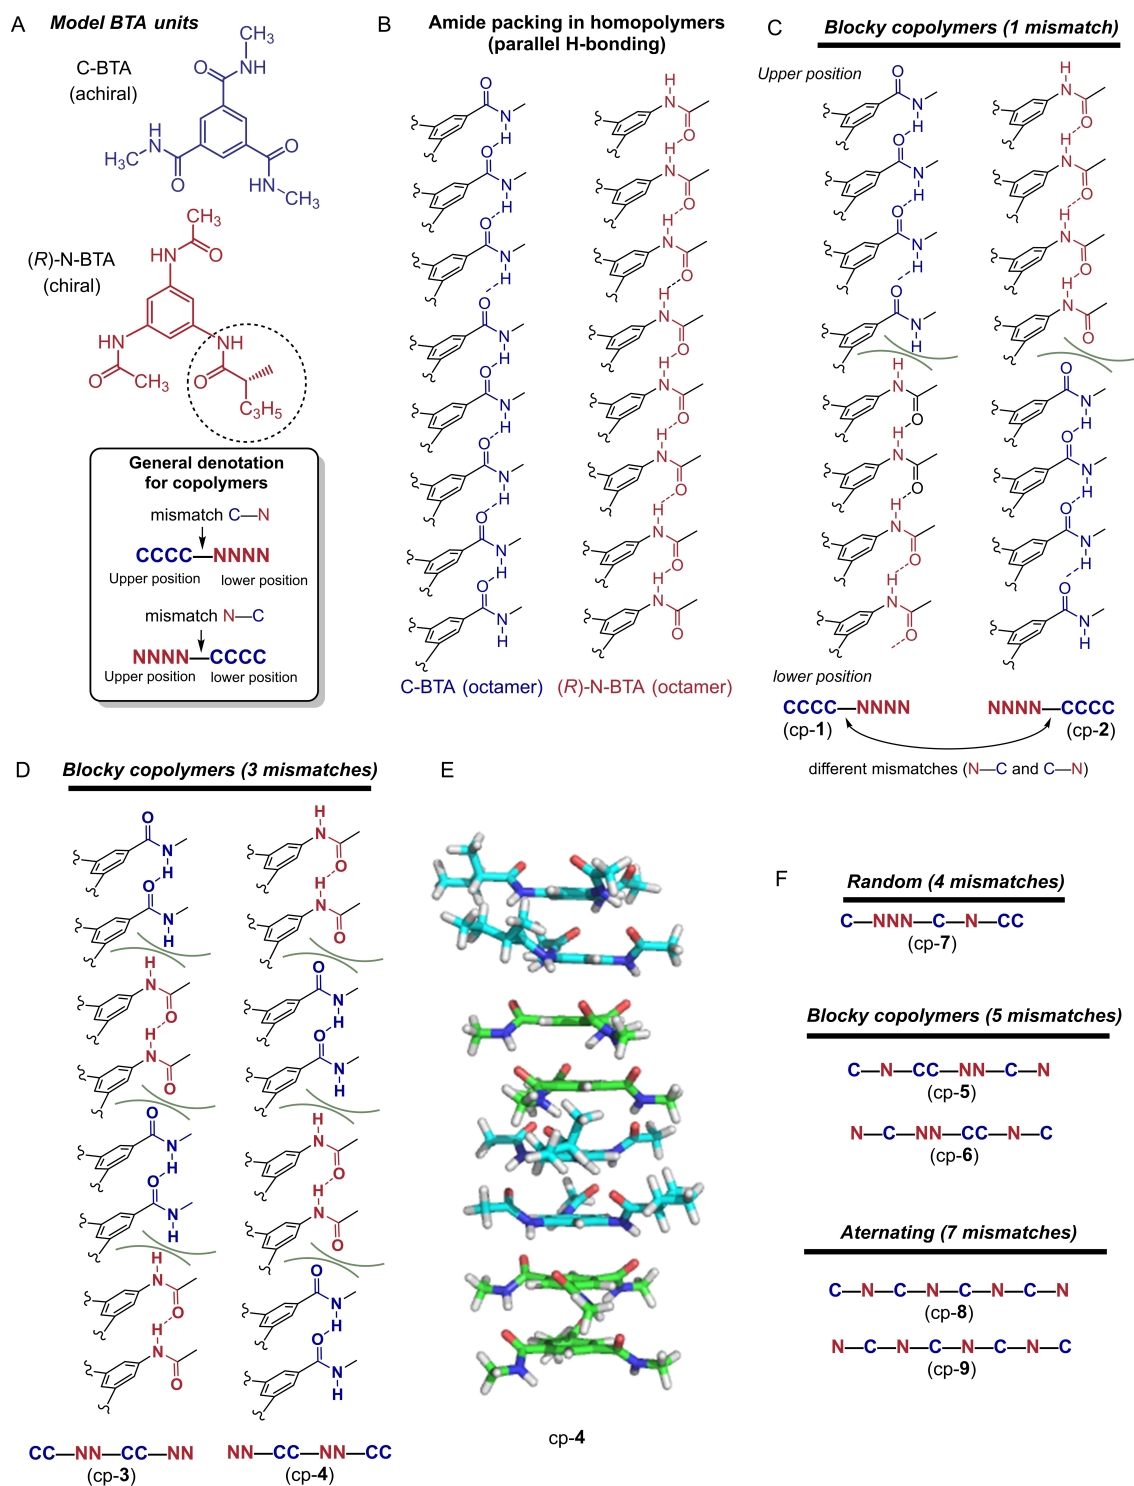 A
Model BTA units
C-BTA
(achiral)
CH3
O
NH
NH
H3C
O
O
HN
CH3
(R)-N-BTA
(chiral)
CH3
HN
O
NH
NH
O
CH3
O
C3H5
General denotation
for copolymers
mismatch C—N
CCCC—NNNN
Upper position
lower position
mismatch N—C
NNNN—CCCC
Upper position
lower position
B
Amide packing in homopolymers
(parallel H-bonding)
C-BTA (octamer)
(R)-N-BTA (octamer)
C
Blocky copolymers (1 mismatch)
Upper position
lower position
CCCC—NNNN
(cp-1)
NNNN—CCCC
(cp-2)
different mismatches (N—C and C—N)
D
Blocky copolymers (3 mismatches)
CC—NN—CC—NN
(cp-3)
NN—CC—NN—CC
(cp-4)
E
cp-4
F
Random (4 mismatches)
C—NNN—C—N—CC
(cp-7)
Blocky copolymers (5 mismatches)
C—N—CC—NN—C—N
(cp-5)
N—C—NN—CC—N—C
(cp-6)
Aternating (7 mismatches)
C—N—C—N—C—N—C—N
(cp-8)
N—C—N—C—N—C—N—C
(cp-9)